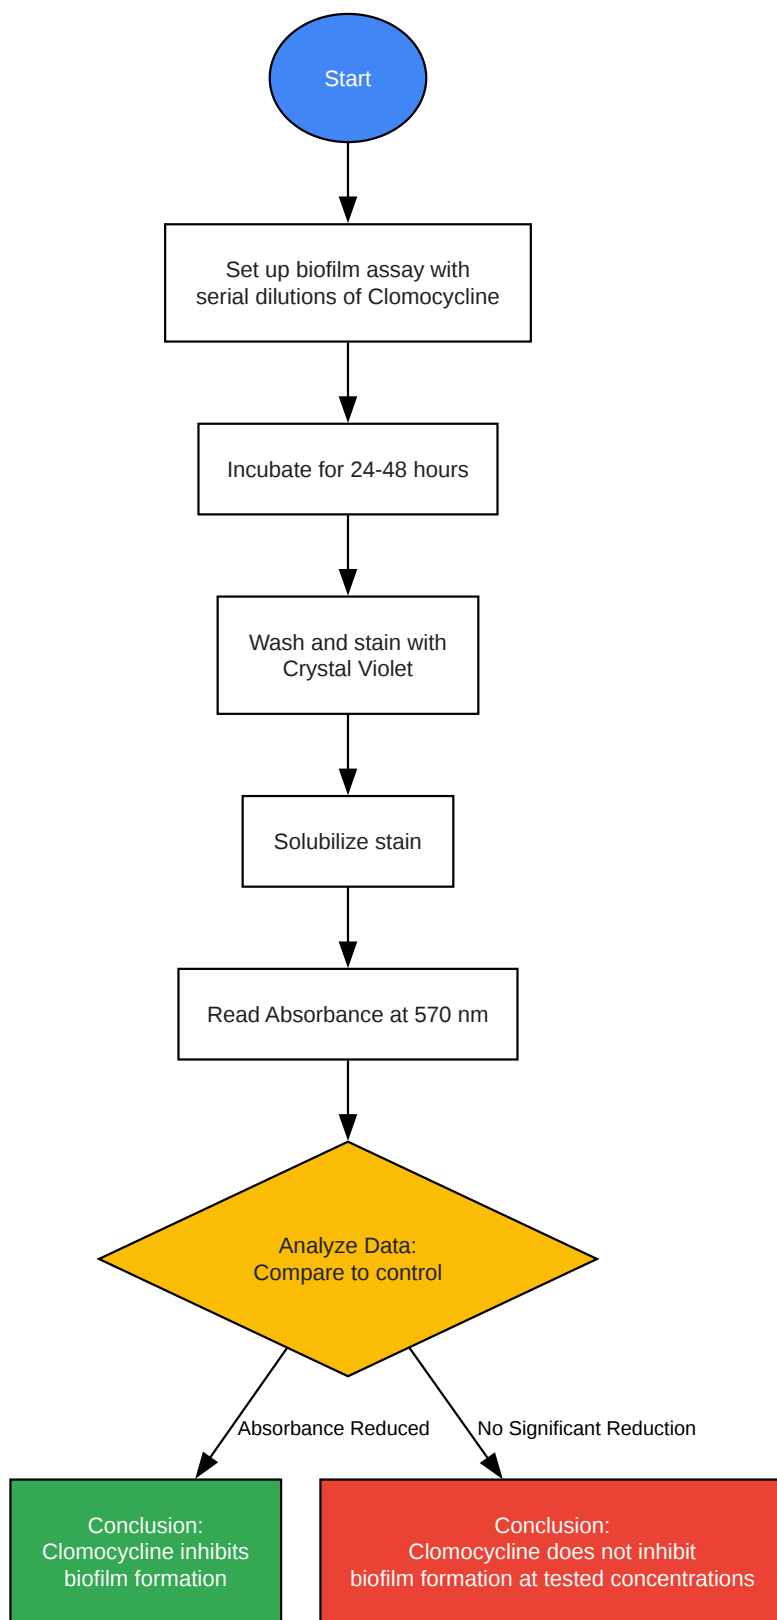 Start
Set up biofilm assay with
serial dilutions of Clomocycline
Incubate for 24-48 hours
Wash and stain with
Crystal Violet
Solubilize stain
Read Absorbance at 570 nm
Analyze Data:
Compare to control
Absorbance Reduced
No Significant Reduction
Conclusion:
Clomocycline inhibits
biofilm formation
Conclusion:
Clomocycline does not inhibit
biofilm formation at tested concentrations